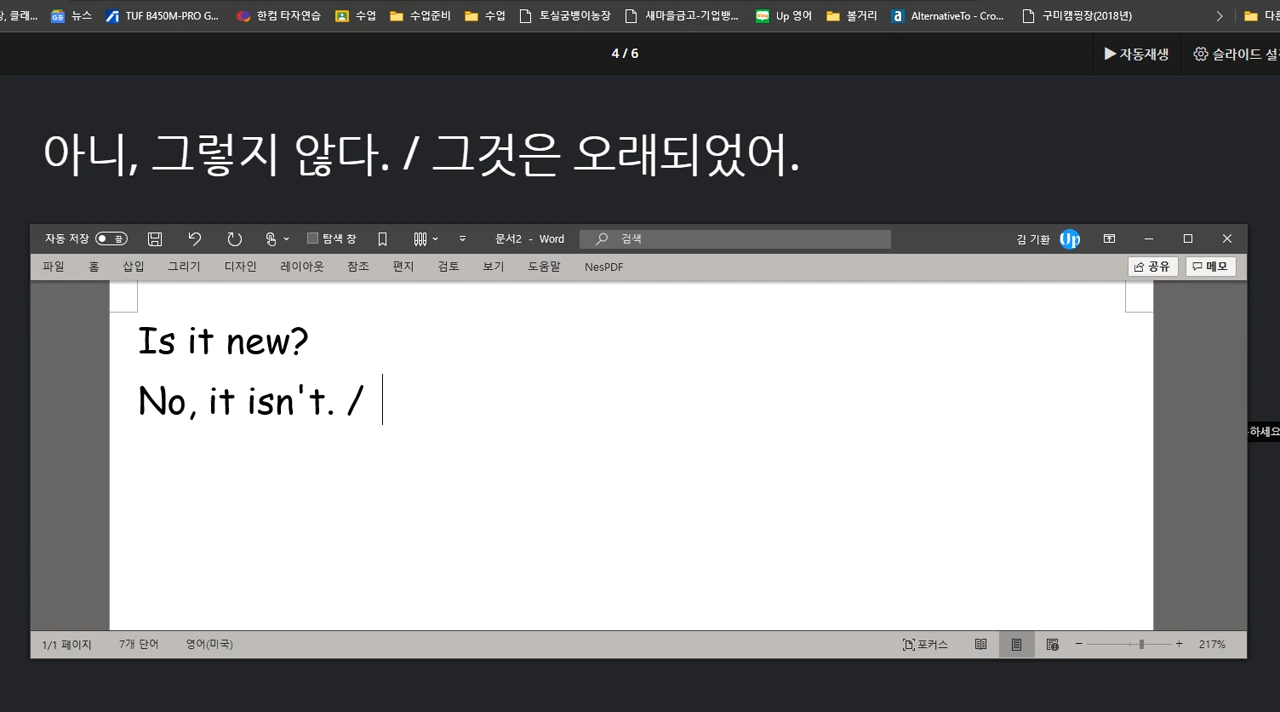 장, 클래... 뉴스 TUF B450M-PRO G... 한컴 타자연습 수업 수업준비 수업 토실굼벵이농장 새마을금고-기업뱅... Up 영어 볼거리 AlternativeTo - Cro... 구미캠핑장(2018년) 다른
4 / 6 자동재생 슬라이드 설
아니, 그렇지 않다. / 그것은 오래되었어.
자동 저장 끔 탐색 창 문서2 - Word 검색 김 기환 Up
파일 홈 삽입 그리기 디자인 레이아웃 참조 편지 검토 보기 도움말 NesPDF 공유 메모
Is it new?
No, it isn't. /
하세요
1/1 페이지 7개 단어 영어(미국) 포커스 - + 217%